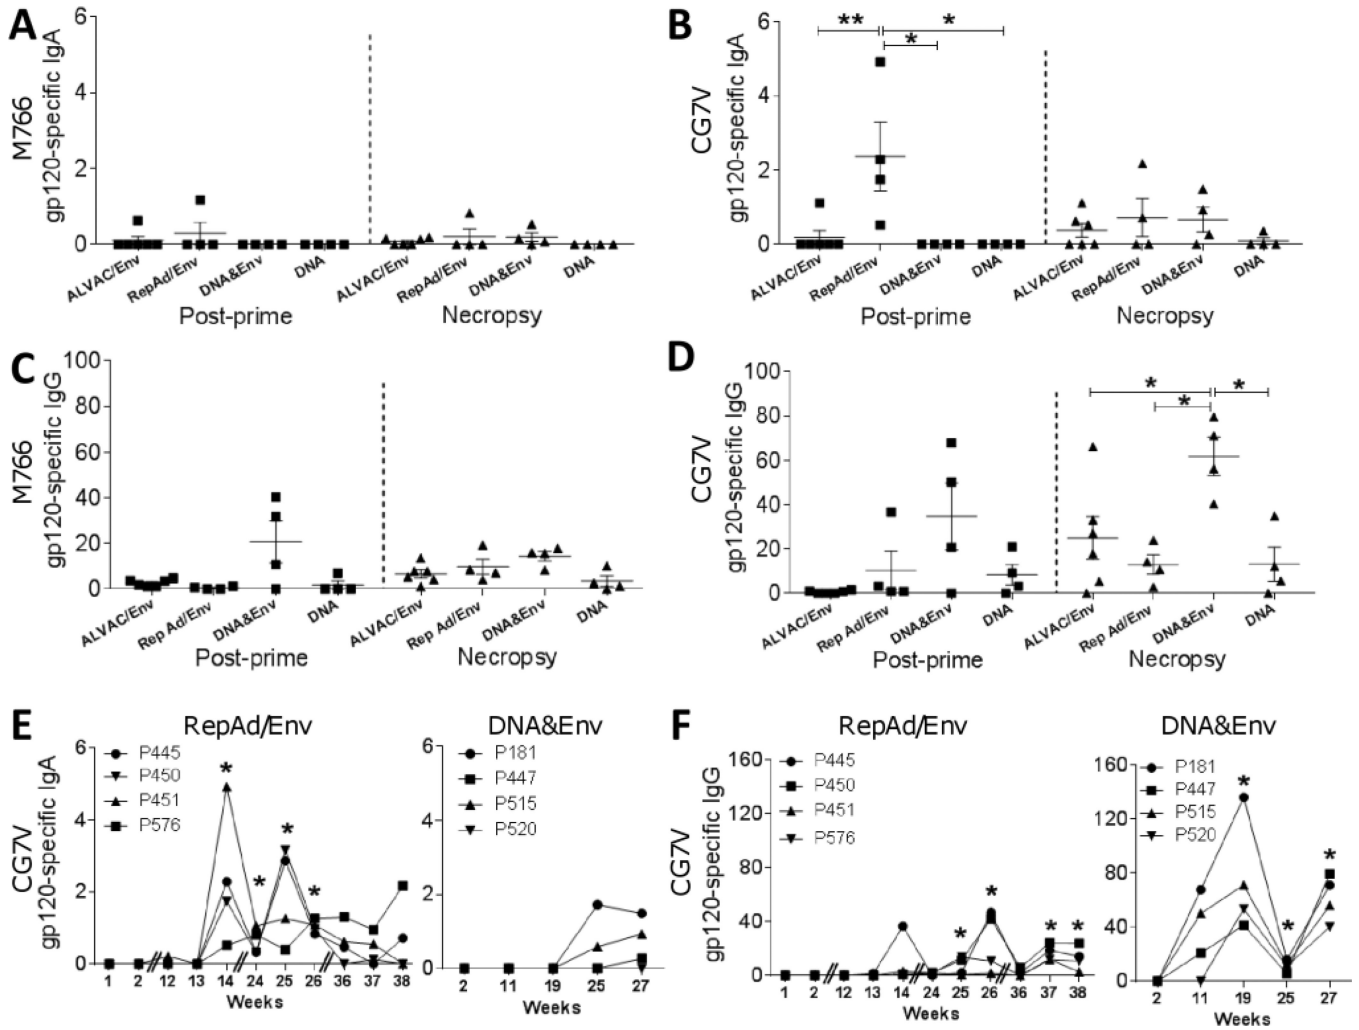 A
M766
gp120-specific IgA
6
4
2
0
ALVAC/Env
RepAd/Env
DNA&Env
DNA
ALVAC/Env
RepAd/Env
DNA&Env
DNA
Post-prime
Necropsy
B
CG7V
gp120-specific IgA
6
4
2
0
** * *
ALVAC/Env
RepAd/Env
DNA&Env
DNA
ALVAC/Env
RepAd/Env
DNA&Env
DNA
Post-prime
Necropsy
C
M766
gp120-specific IgG
100
80
60
40
20
0
ALVAC/Env
Rep Ad/Env
DNA&Env
DNA
ALVAC/Env
Rep Ad/Env
DNA&Env
DNA
Post-prime
Necropsy
D
CG7V
gp120-specific IgG
100
80
60
40
20
0
* * *
ALVAC/Env
Rep Ad/Env
DNA&Env
DNA
ALVAC/Env
Rep Ad/Env
DNA&Env
DNA
Post-prime
Necropsy
E
RepAd/Env
CG7V
gp120-specific IgA
6
4
2
0
P445
P450
P451
P576
* * * *
1 2 12 13 14 24 25 26 36 37 38
Weeks
DNA&Env
6
4
2
0
P181
P447
P515
P520
2 11 19 25 27
Weeks
F
RepAd/Env
CG7V
gp120-specific IgG
160
120
80
40
0
P445
P450
P451
P576
* * * *
1 2 12 13 14 24 25 26 36 37 38
Weeks
DNA&Env
160
120
80
40
0
P181
P447
P515
P520
* * *
2 11 19 25 27
Weeks